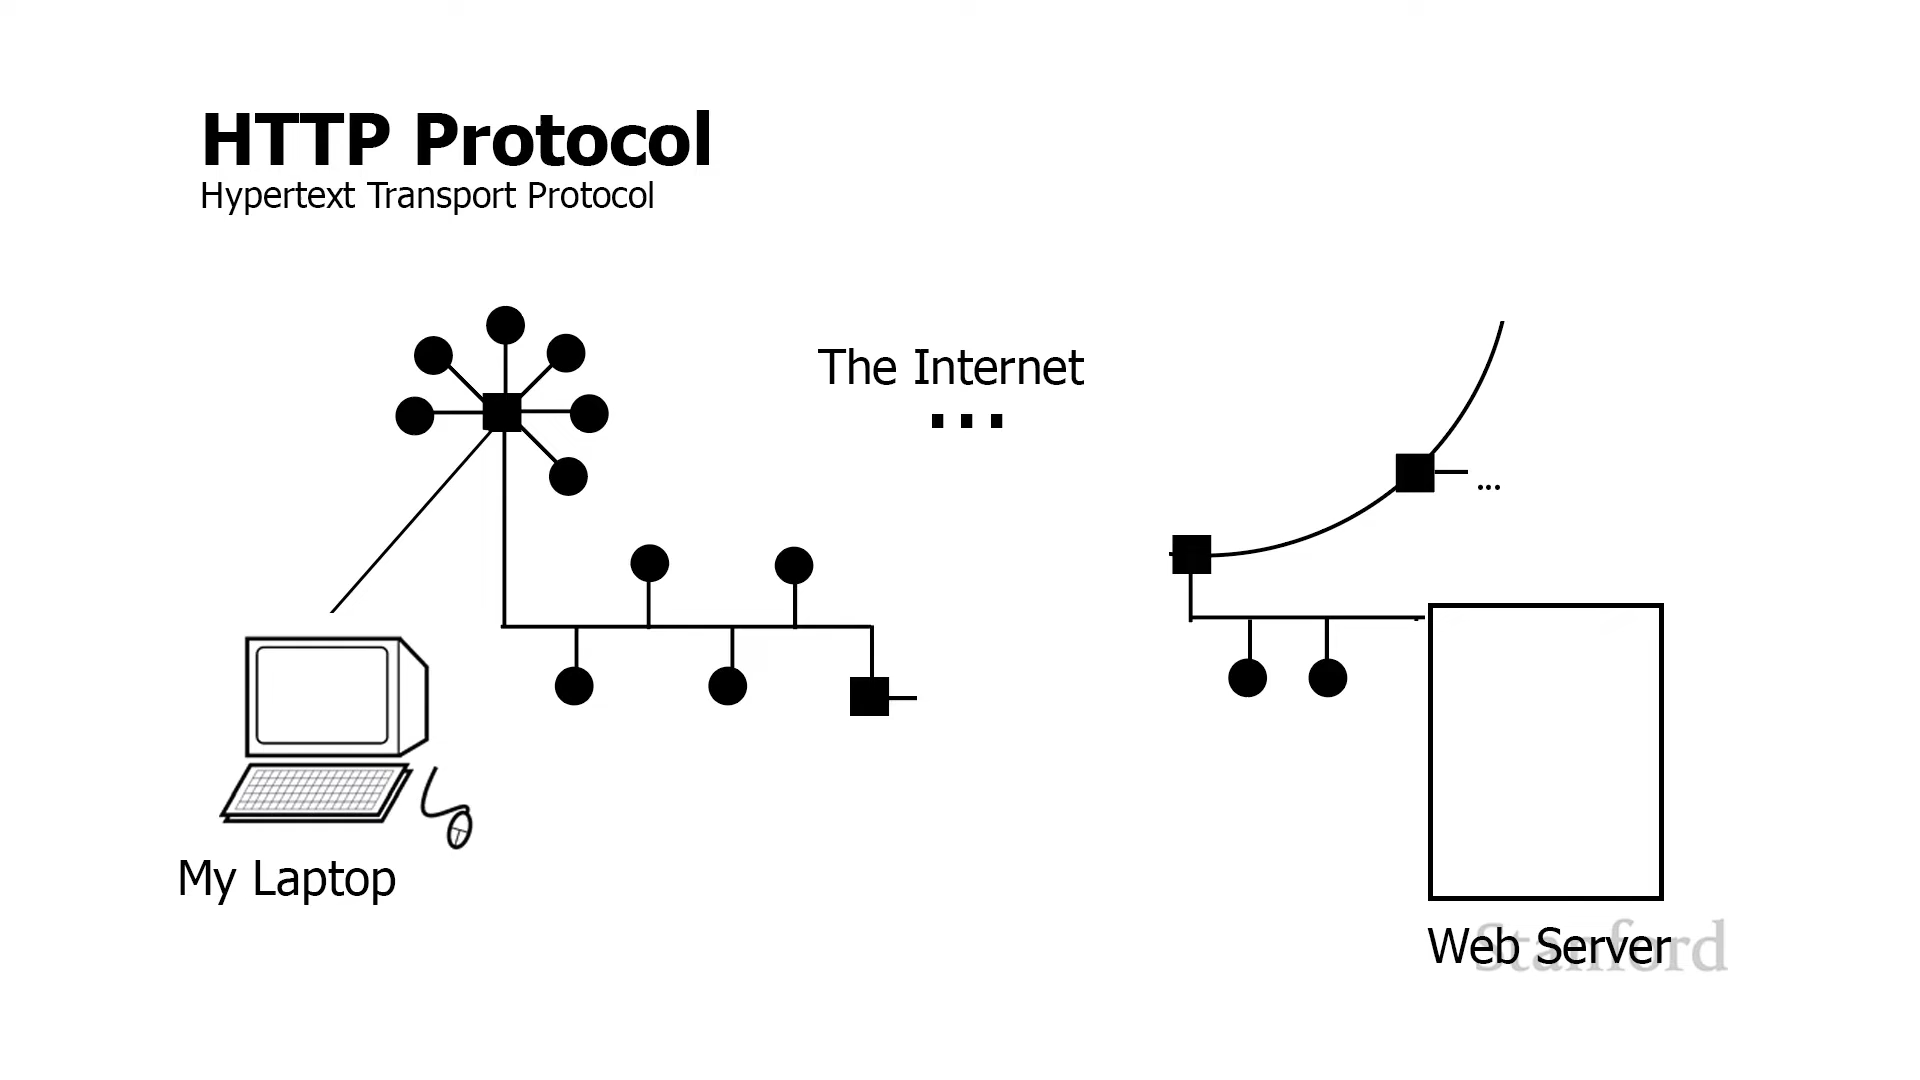 HTTP Protocol
Hypertext Transport Protocol
The Internet
...
...
My Laptop
Web Server
Stanford